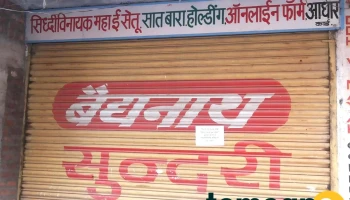 सिध्दीविनायक महा ई सेतू, सात बारा, होल्डिंग, ऑनलाईन फॉर्म, आधार
कार्ड
बैद्यनाथ
सुन्दरी